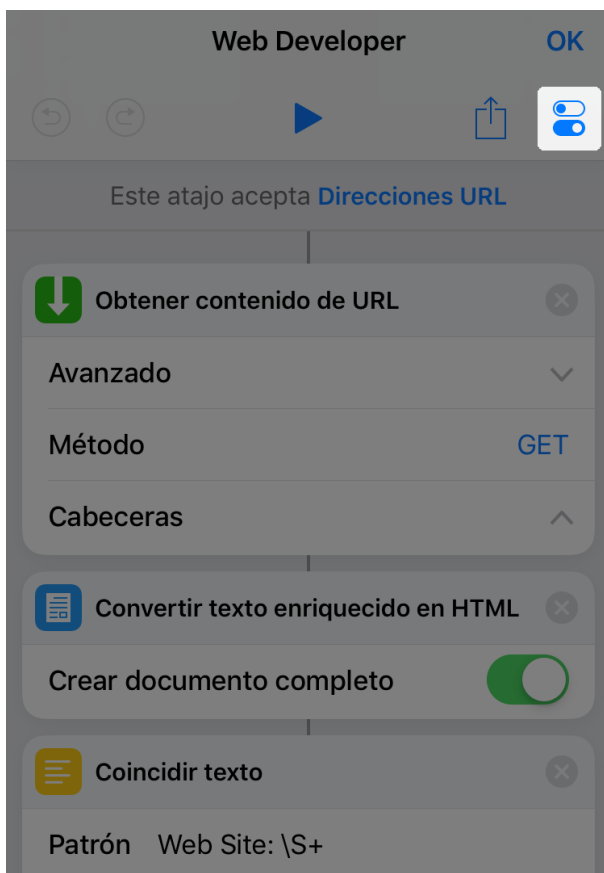 Web Developer OK
Este atajo acepta Direcciones URL
Obtener contenido de URL
Avanzado
Método GET
Cabeceras
Convertir texto enriquecido en HTML
Crear documento completo
Coincidir texto
Patrón Web Site: \S+